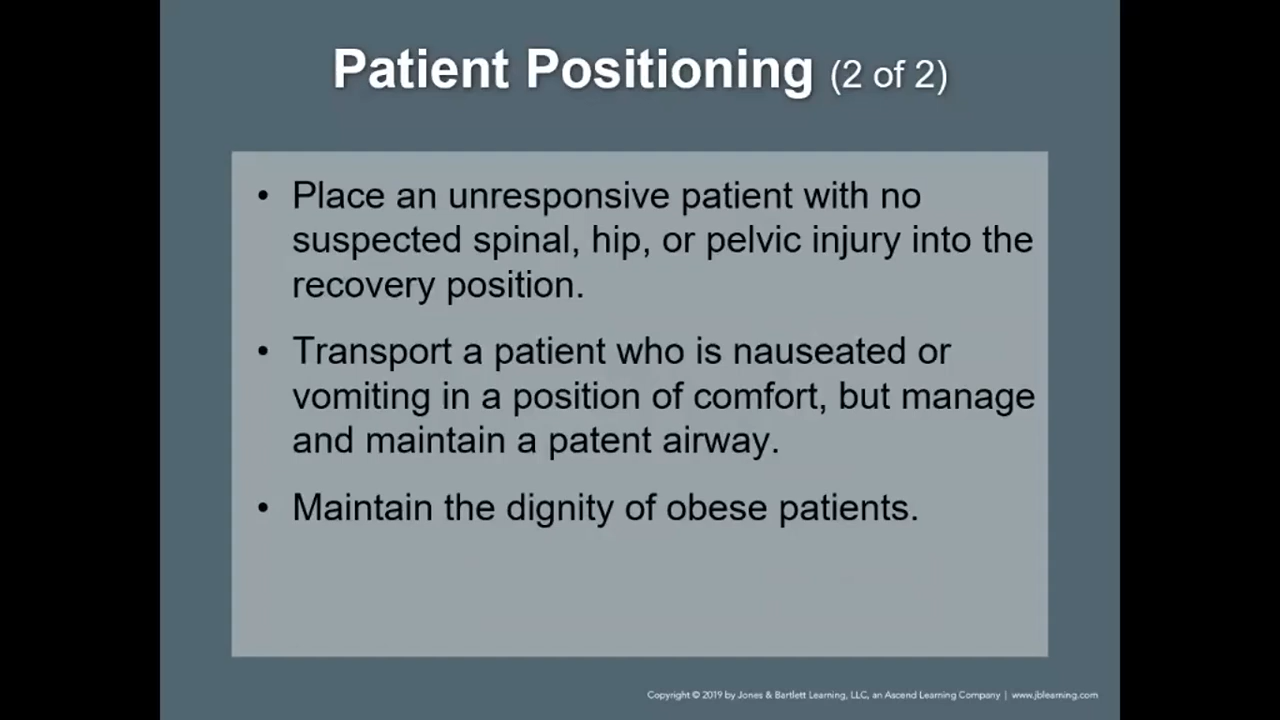 Patient Positioning (2 of 2)
• Place an unresponsive patient with no
suspected spinal, hip, or pelvic injury into the
recovery position.
• Transport a patient who is nauseated or
vomiting in a position of comfort, but manage
and maintain a patent airway.
• Maintain the dignity of obese patients.
Copyright © 2019 by Jones & Bartlett Learning, LLC, an Ascend Learning Company | www.jblearning.com